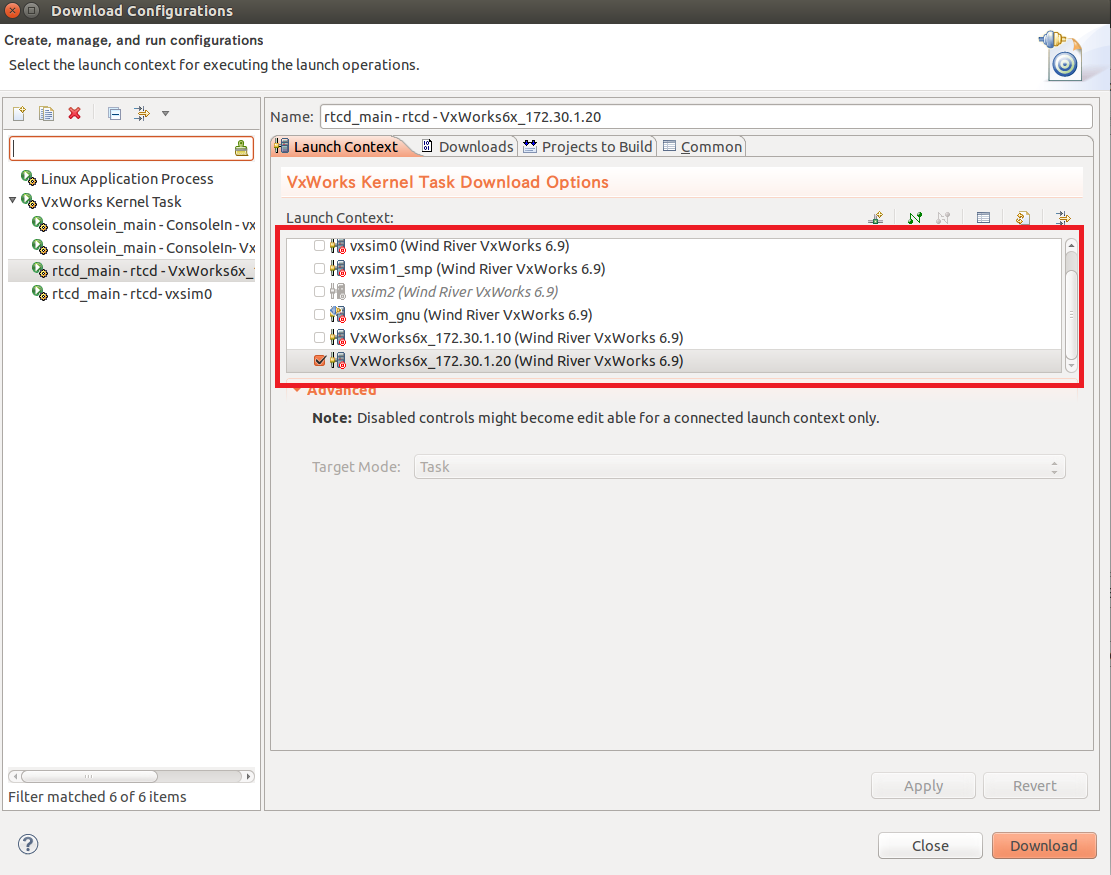 Download Configurations
Create, manage, and run configurations
Select the launch context for executing the launch operations.
Linux Application Process
VxWorks Kernel Task
consolein_main - ConsoleIn - vx
consolein_main - ConsoleIn- Vx
rtcd_main - rtcd - VxWorks6x_
rtcd_main - rtcd- vxsim0
Filter matched 6 of 6 items
Name: rtcd_main - rtcd - VxWorks6x_172.30.1.20
Launch Context Downloads Projects to Build Common
VxWorks Kernel Task Download Options
Launch Context:
vxsim0 (Wind River VxWorks 6.9)
vxsim1_smp (Wind River VxWorks 6.9)
vxsim2 (Wind River VxWorks 6.9)
vxsim_gnu (Wind River VxWorks 6.9)
VxWorks6x_172.30.1.10 (Wind River VxWorks 6.9)
VxWorks6x_172.30.1.20 (Wind River VxWorks 6.9)
Advanced
Note: Disabled controls might become edit able for a connected launch context only.
Target Mode: Task
Apply Revert
? Close Download